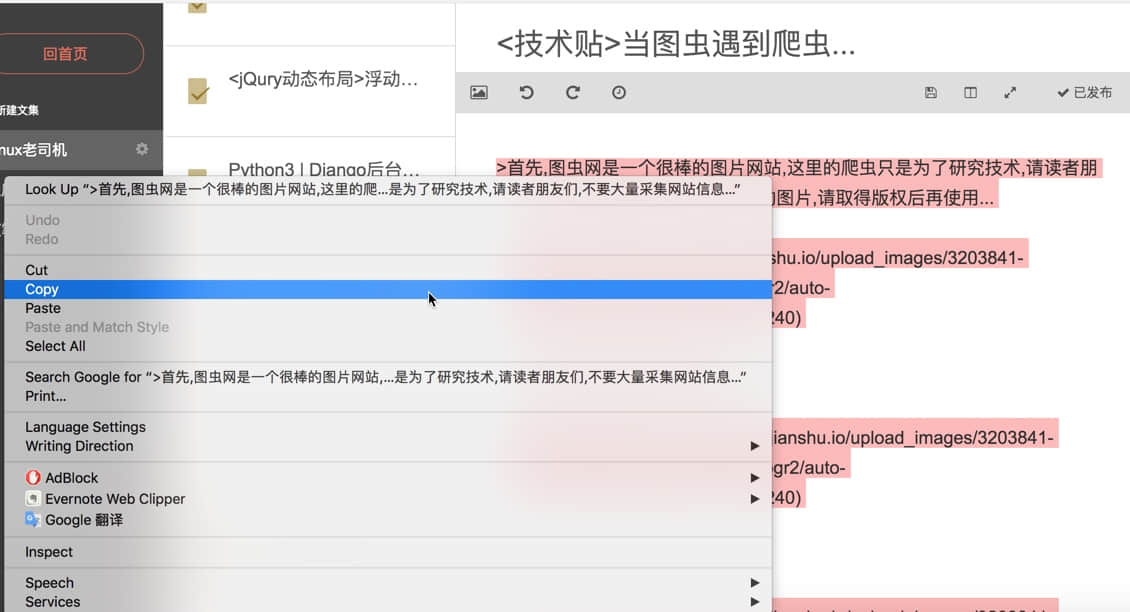 回首页
新建文集
nux老司机
<jQury动态布局>浮动…
Python3 | Django后台…
<技术贴>当图虫遇到爬虫...
已发布
>首先,图虫网是一个很棒的图片网站,这里的爬虫只是为了研究技术,请读者朋
图片,请取得版权后再使用...
shu.io/upload_images/3203841-
r2/auto-
240)
ianshu.io/upload_images/3203841-
gr2/auto-
240)
Look Up “>首先,图虫网是一个很棒的图片网站,这里的爬...是为了研究技术,请读者朋友们,不要大量采集网站信息...”
Undo
Redo
Cut
Copy
Paste
Paste and Match Style
Select All
Search Google for “>首先,图虫网是一个很棒的图片网站,...是为了研究技术,请读者朋友们,不要大量采集网站信息...”
Print...
Language Settings
Writing Direction
AdBlock
Evernote Web Clipper
Google 翻译
Inspect
Speech
Services